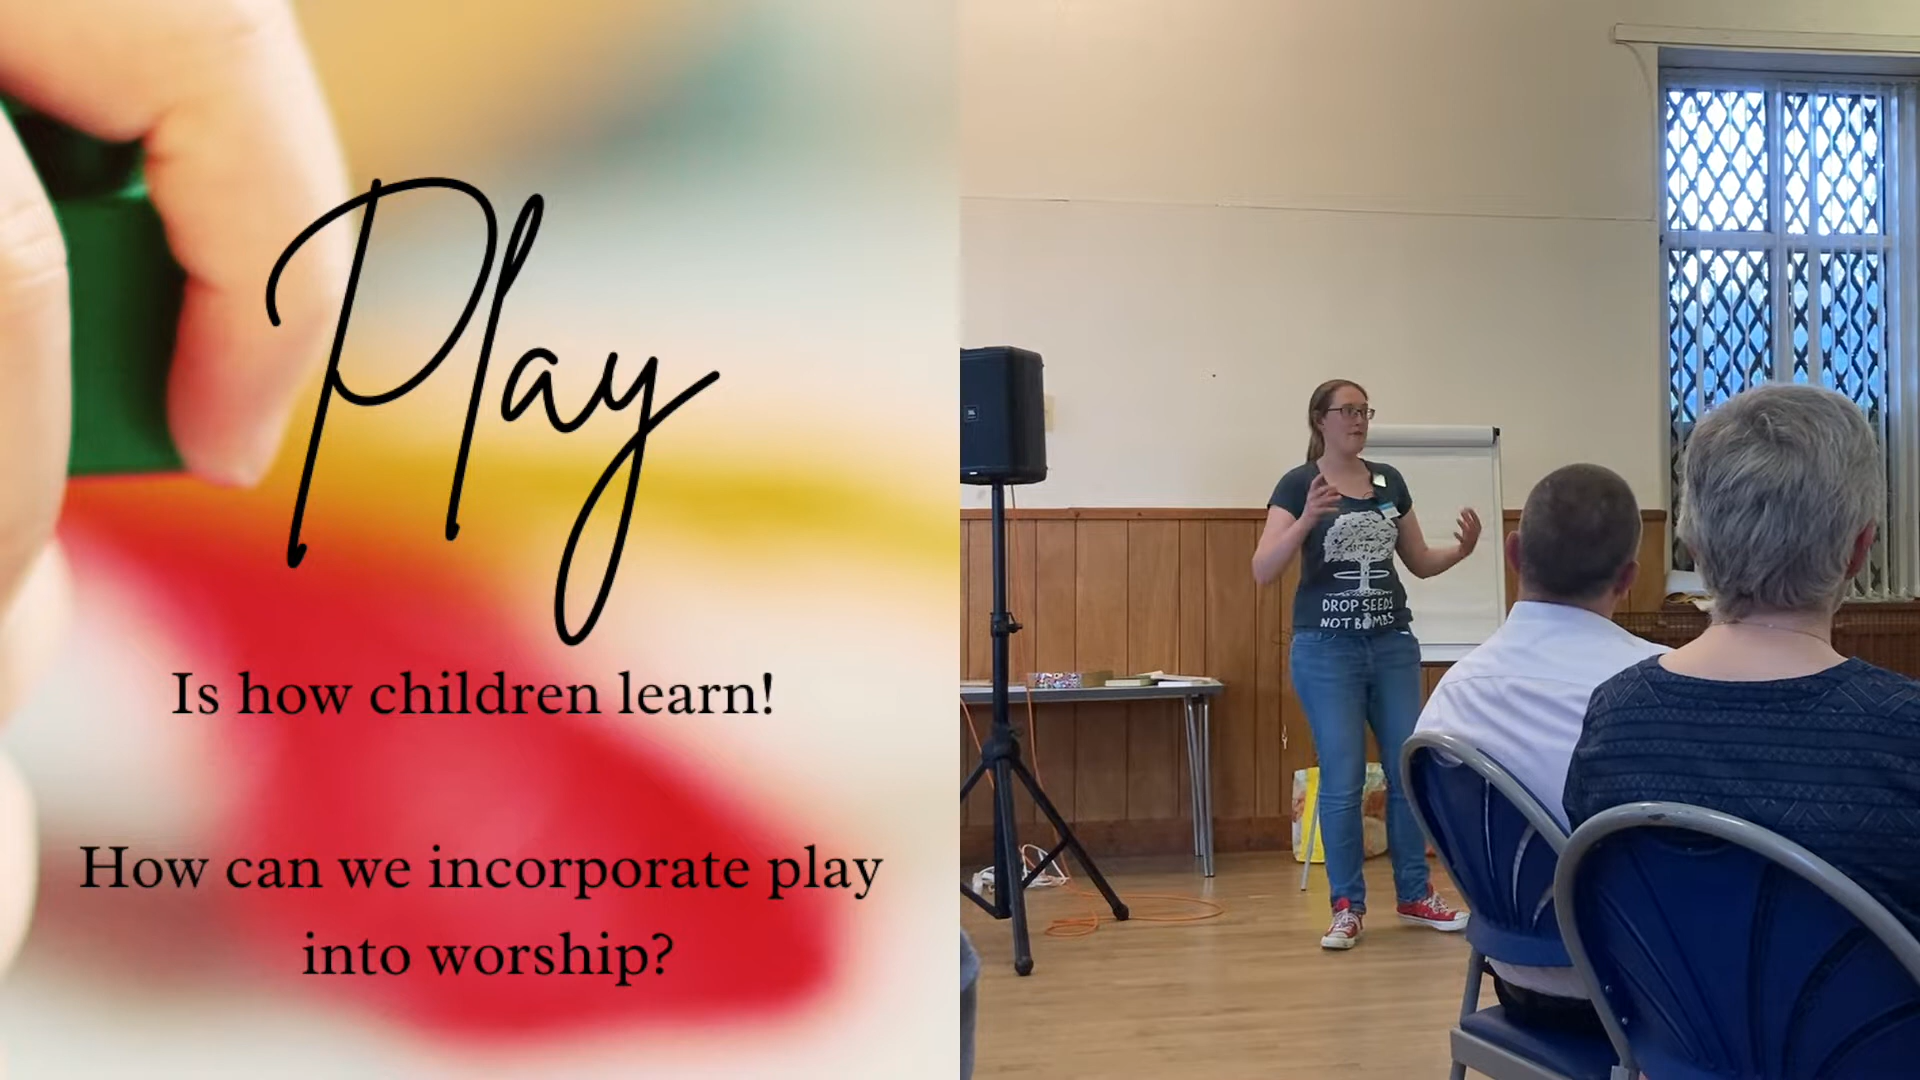 Play
Is how children learn!
How can we incorporate play
into worship?
DROP SEEDS
NOT BOMBS